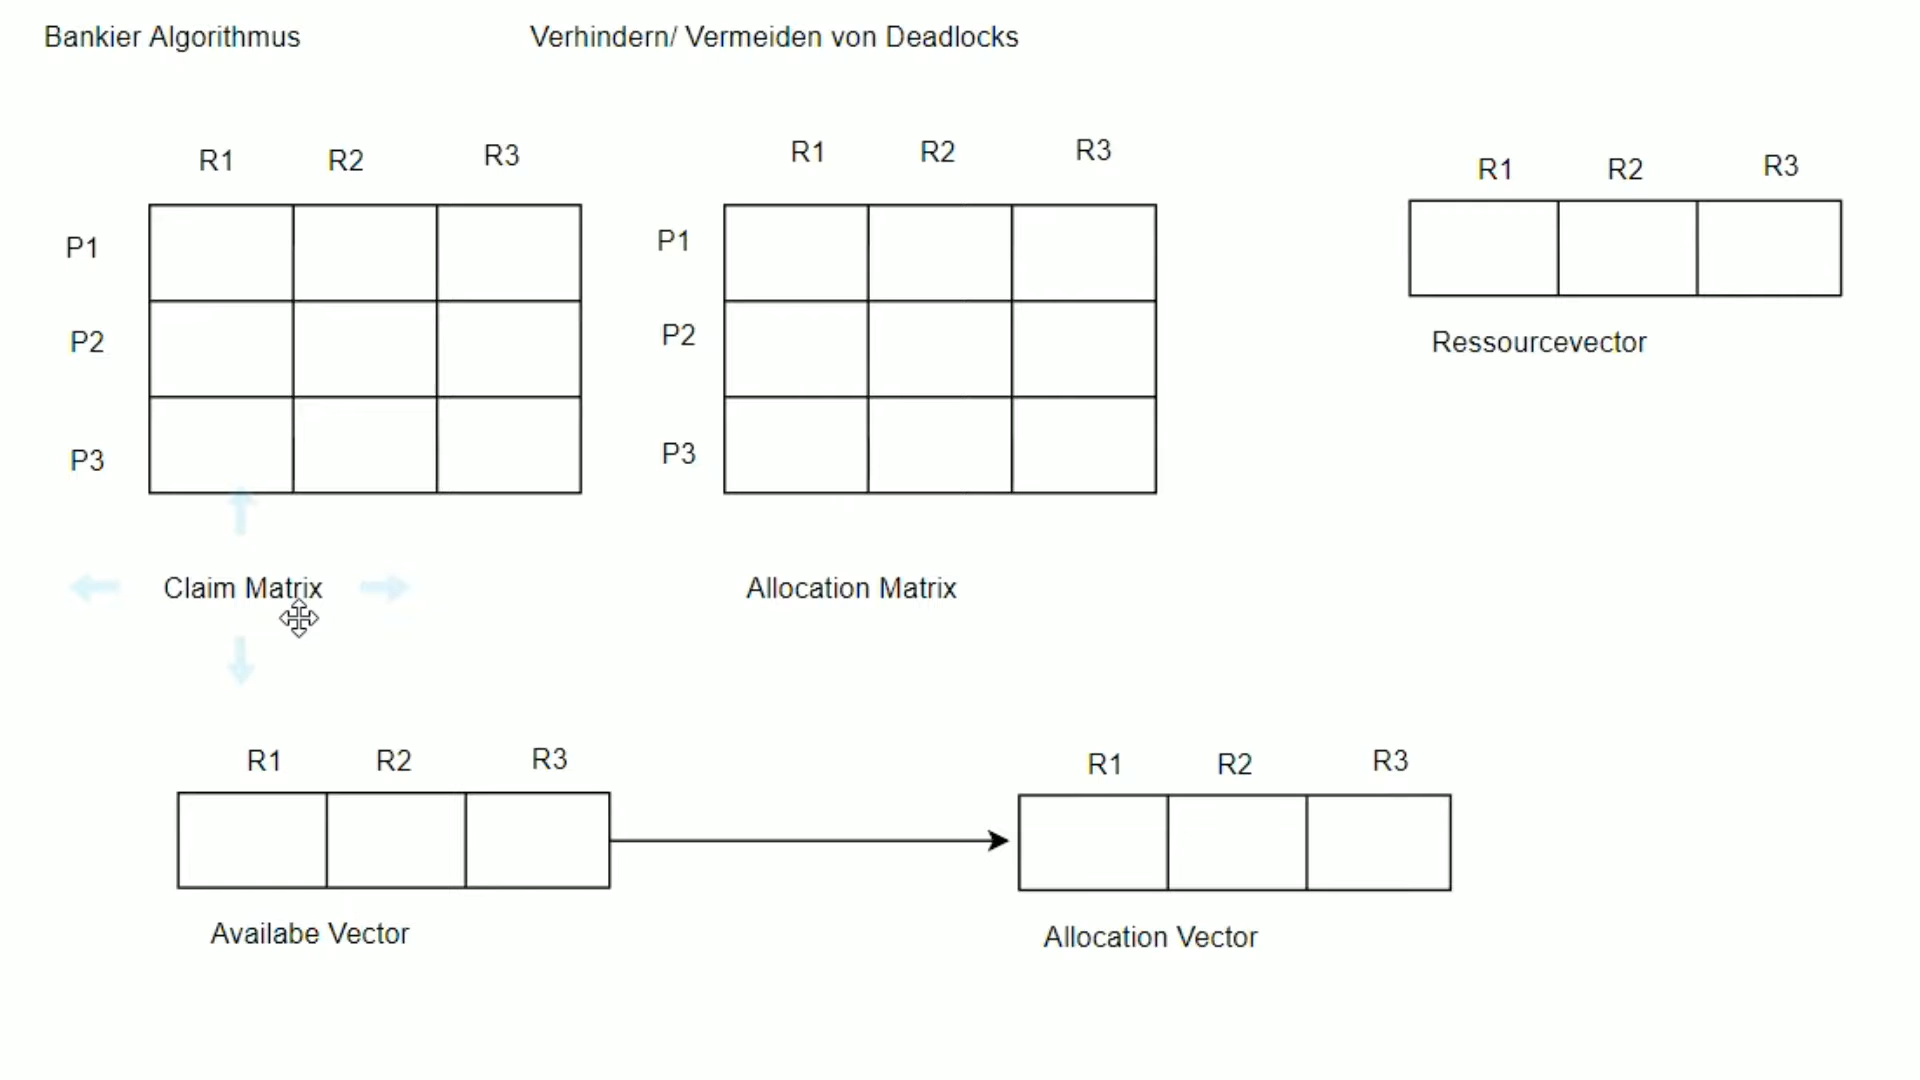 Bankier Algorithmus
Verhindern/ Vermeiden von Deadlocks
R1 R2 R3
P1
P2
P3
Claim Matrix
R1 R2 R3
P1
P2
P3
Allocation Matrix
R1 R2 R3
Ressourcevector
R1 R2 R3
Availabe Vector
R1 R2 R3
Allocation Vector